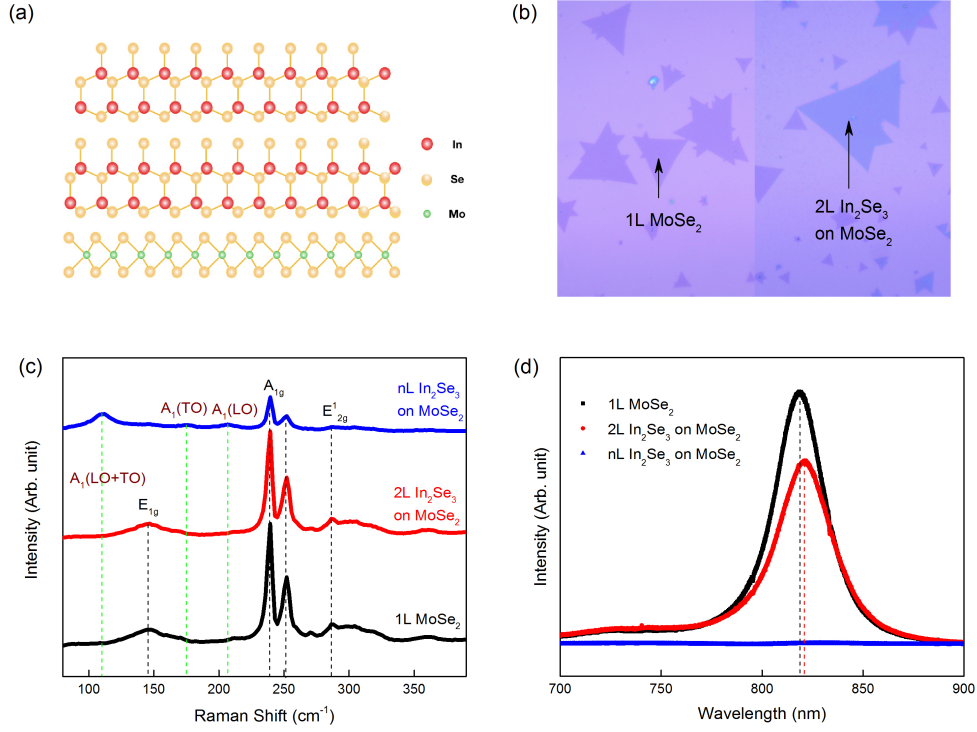 (a)
In
Se
Mo
(b)
1L MoSe₂
2L In₂Se₃
on MoSe₂
(c)
nL In₂Se₃
on MoSe₂
A₁(TO)
A₁(LO)
A₁g
E¹₂g
A₁(LO+TO)
E₁g
2L In₂Se₃
on MoSe₂
1L MoSe₂
Intensity (Arb. unit)
100 150 200 250 300 350
Raman Shift (cm⁻¹)
(d)
1L MoSe₂
2L In₂Se₃ on MoSe₂
nL In₂Se₃ on MoSe₂
Intensity (Arb. unit)
700 750 800 850 900
Wavelength (nm)